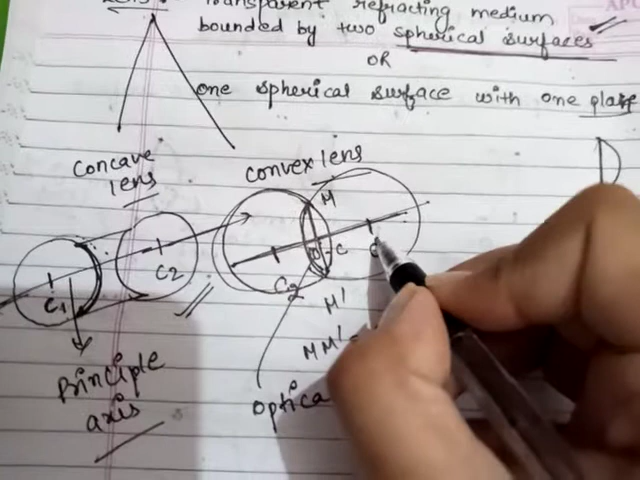 Transparent refracting medium
bounded by two spherical surfaces
OR
one spherical surface with one plane
Concave
lens
Convex lens
M
C1
C2
C2
O
C
C
M'
MM'
Principle
axis
Optica